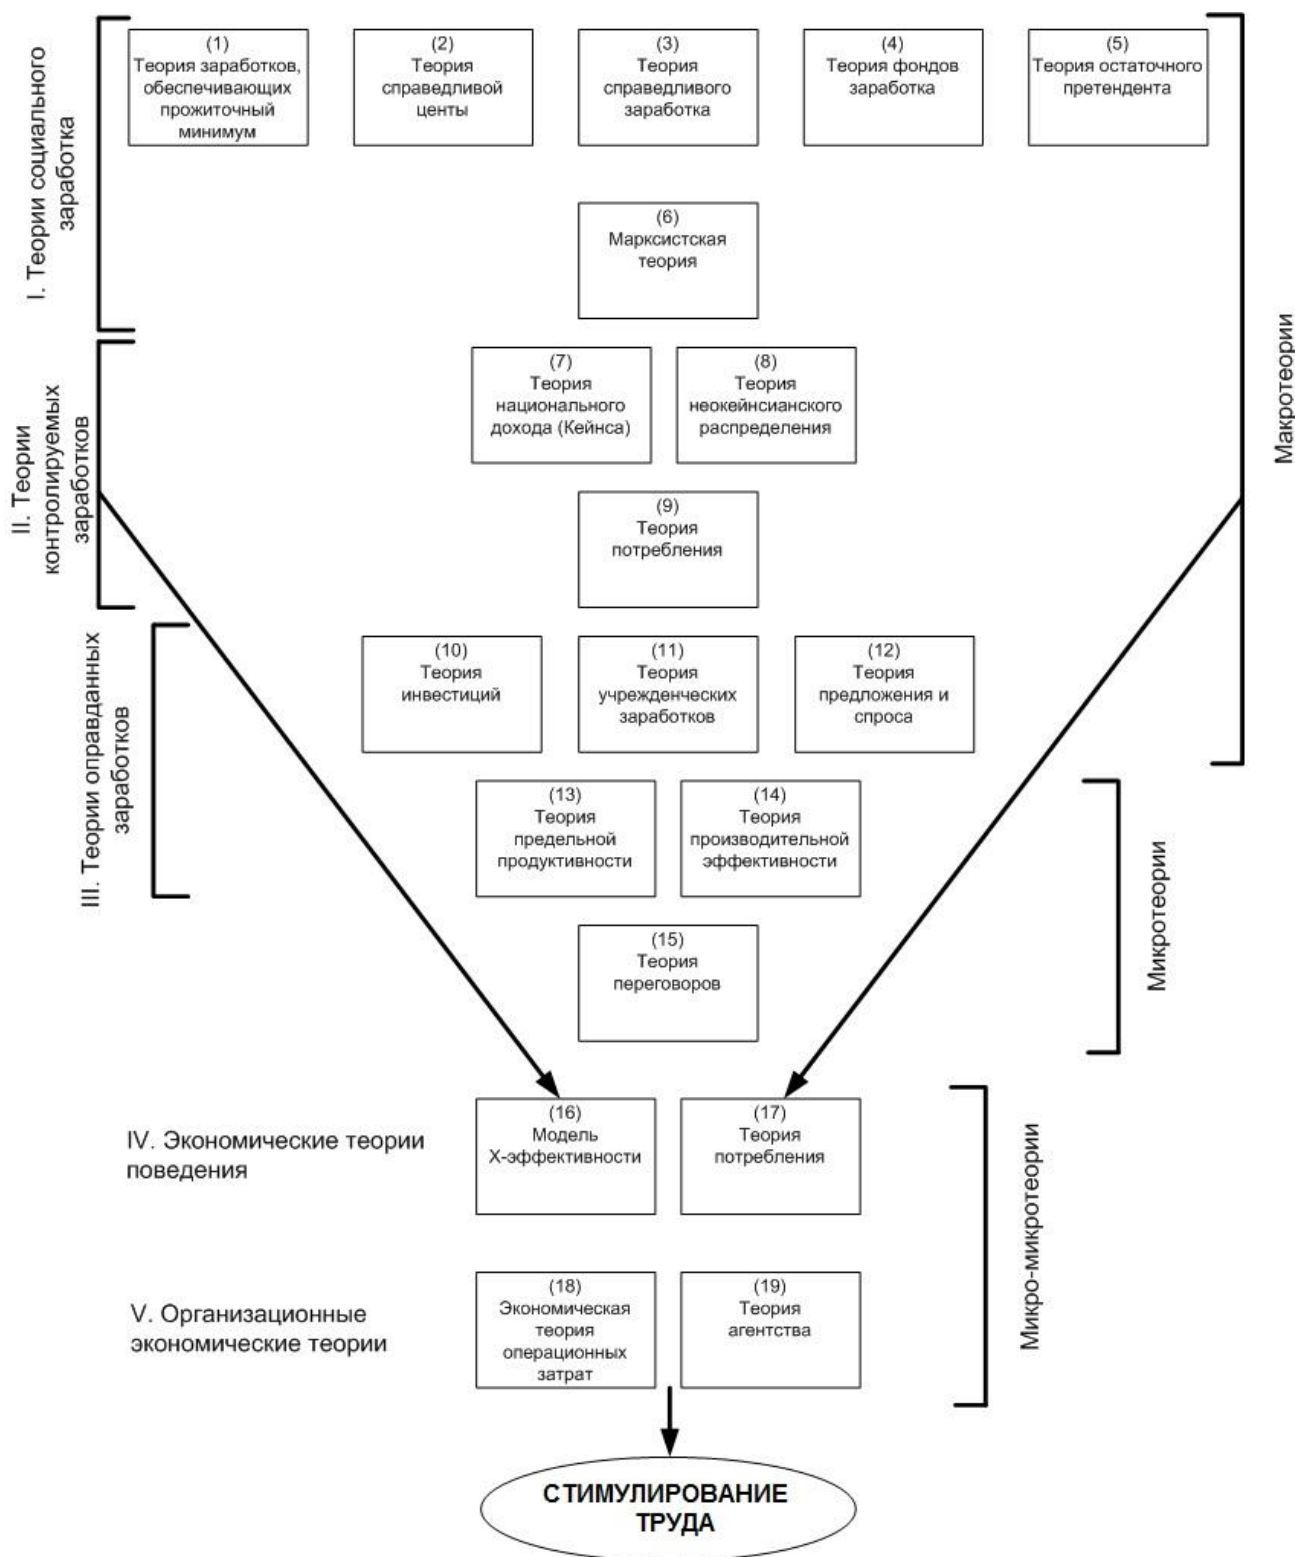 I. Теории социального
заработка
(1)
Теория заработков,
обеспечивающих
прожиточный
минимум
(2)
Теория
справедливой
центы
(3)
Теория
справедливого
заработка
(4)
Теория фондов
заработка
(5)
Теория остаточного
претендента
(6)
Марксистская
теория
Макротеории
II. Теории
контролируемых
заработков
(7)
Теория
национального
дохода (Кейнса)
(8)
Теория
неокейнсианского
распределения
(9)
Теория
потребления
III. Теории оправданных
заработков
(10)
Теория
инвестиций
(11)
Теория
учрежденческих
заработков
(12)
Теория
предложения и
спроса
(13)
Теория
предельной
продуктивности
(14)
Теория
производительной
эффективности
(15)
Теория
переговоров
Микротеории
IV. Экономические теории
поведения
(16)
Модель
Х-эффективности
(17)
Теория
потребления
Микро-микротеории
V. Организационные
экономические теории
(18)
Экономическая
теория
операционных
затрат
(19)
Теория
агентства
СТИМУЛИРОВАНИЕ
ТРУДА